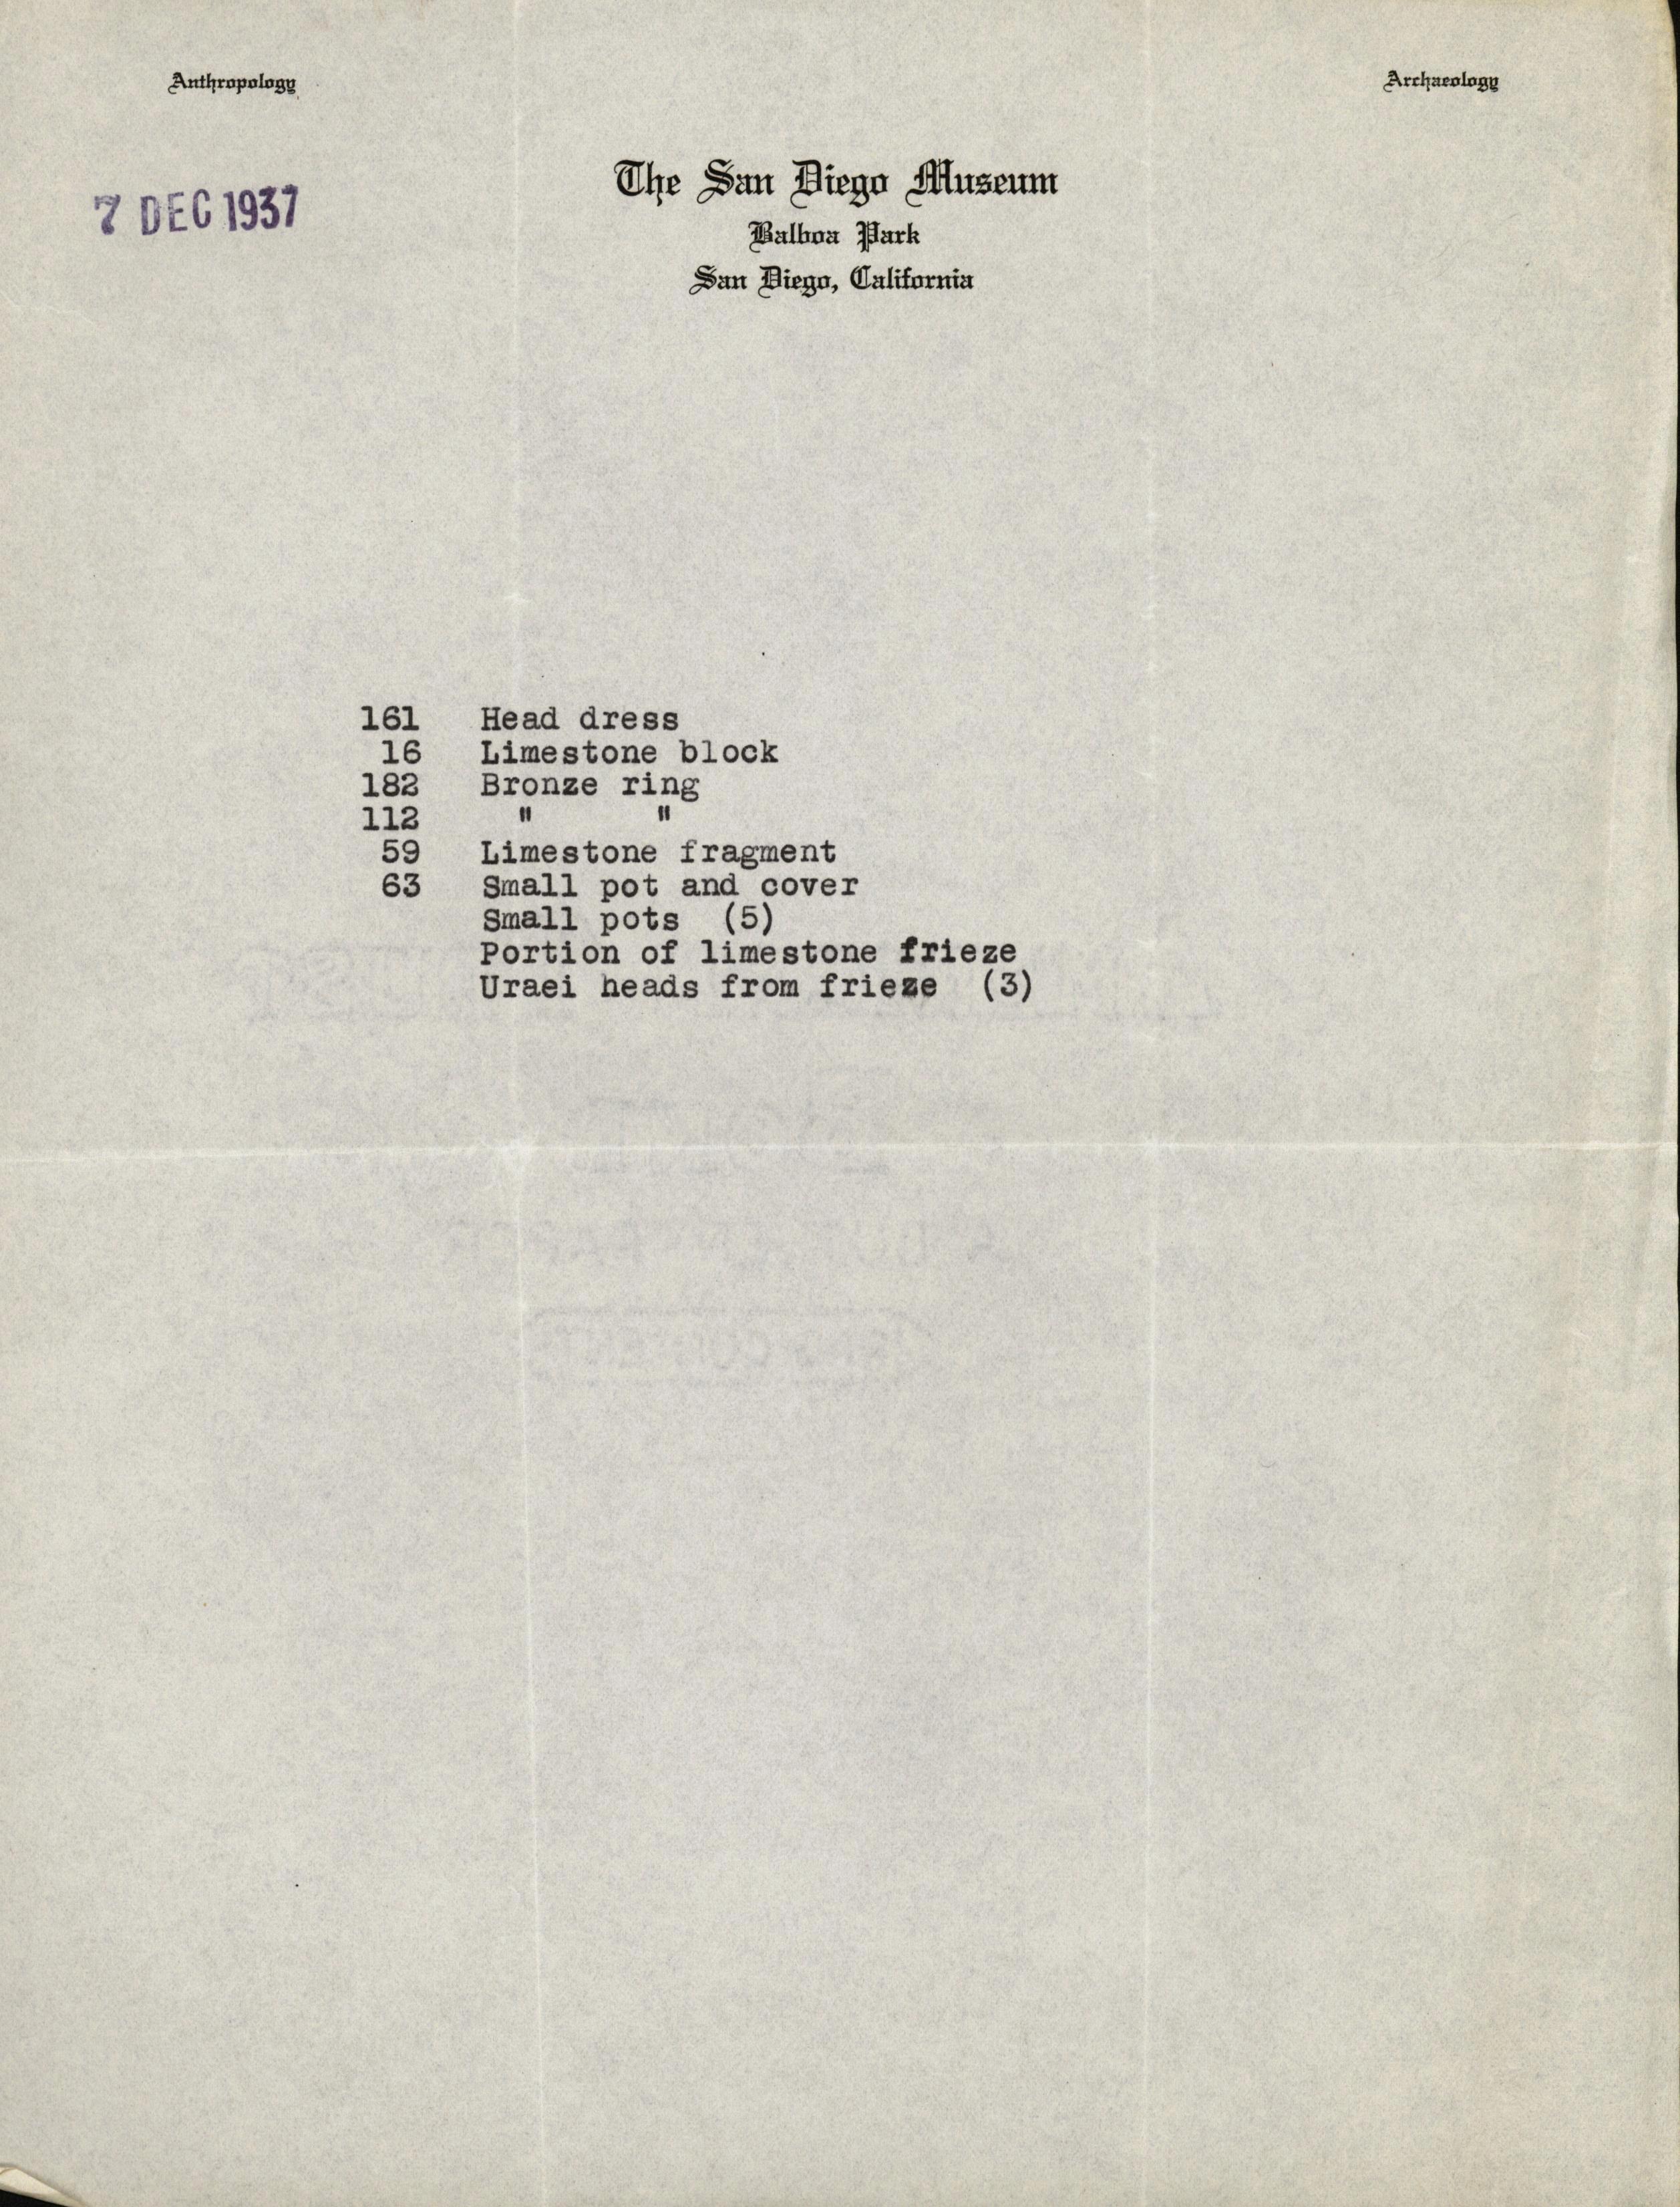 Anthropology
Archaeology
The San Diego Museum
Balboa Park
San Diego, California
7 DEC 1937
161 Head dress
16 Limestone block
182 Bronze ring
112 " "
59 Limestone fragment
63 Small pot and cover
Small pots (5)
Portion of limestone frieze
Uraei heads from frieze (3)